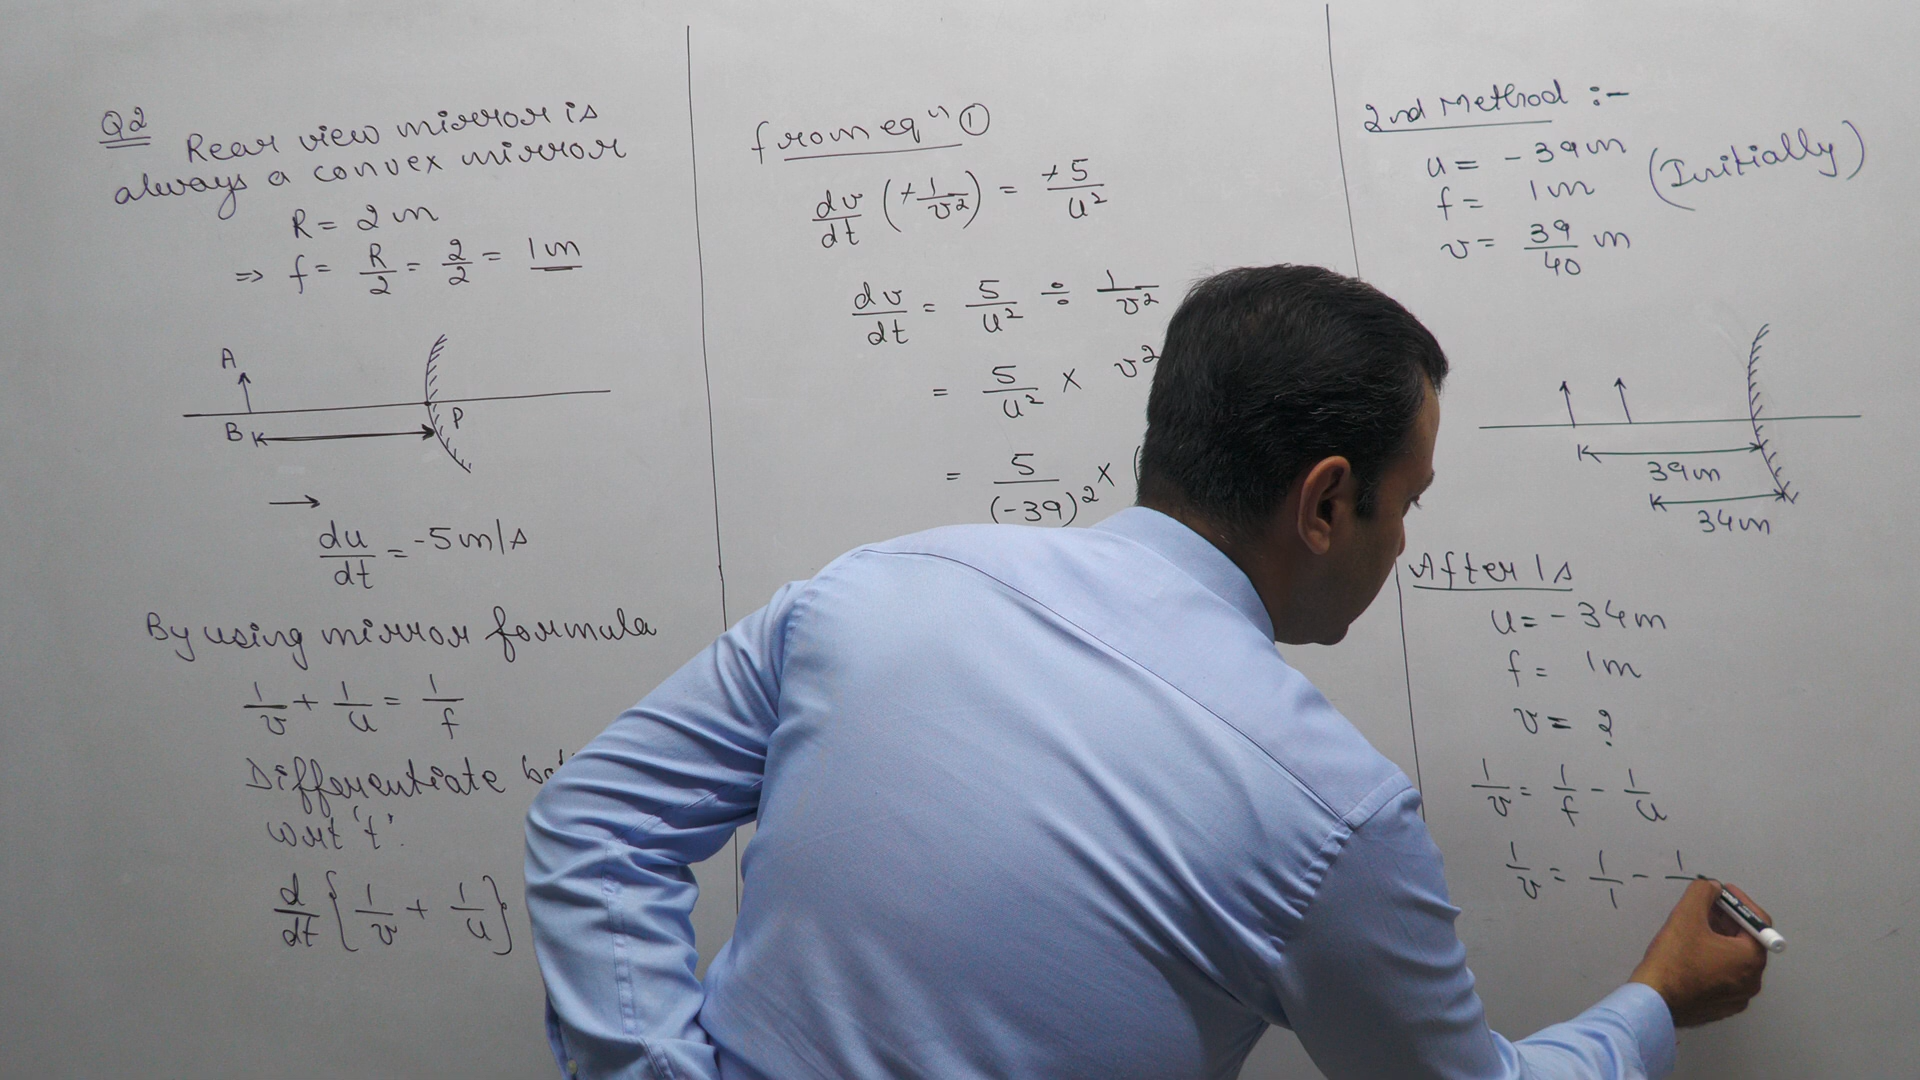 Q2
Rear view mirror is
always a convex mirror
R = 2 m
⇒ f = R/2 = 2/2 = 1 m
A
B
P
du/dt = -5 m/s
By using mirror formula
1/v + 1/u = 1/f
Differentiate
wrt 't'.
d/dt {1/v + 1/u}
from eqⁿ ①
dv/dt (+1/v²) = +5/u²
dv/dt = 5/u² ÷ 1/v²
= 5/u² × v²
= 5/(-39)² × (
2nd Method :-
u = -39m
f = 1m
v = 39/40 m
(Initially)
39m
34m
After 1s
u = -34m
f = 1m
v = ?
1/v = 1/f - 1/u
1/v = 1/1 - 1